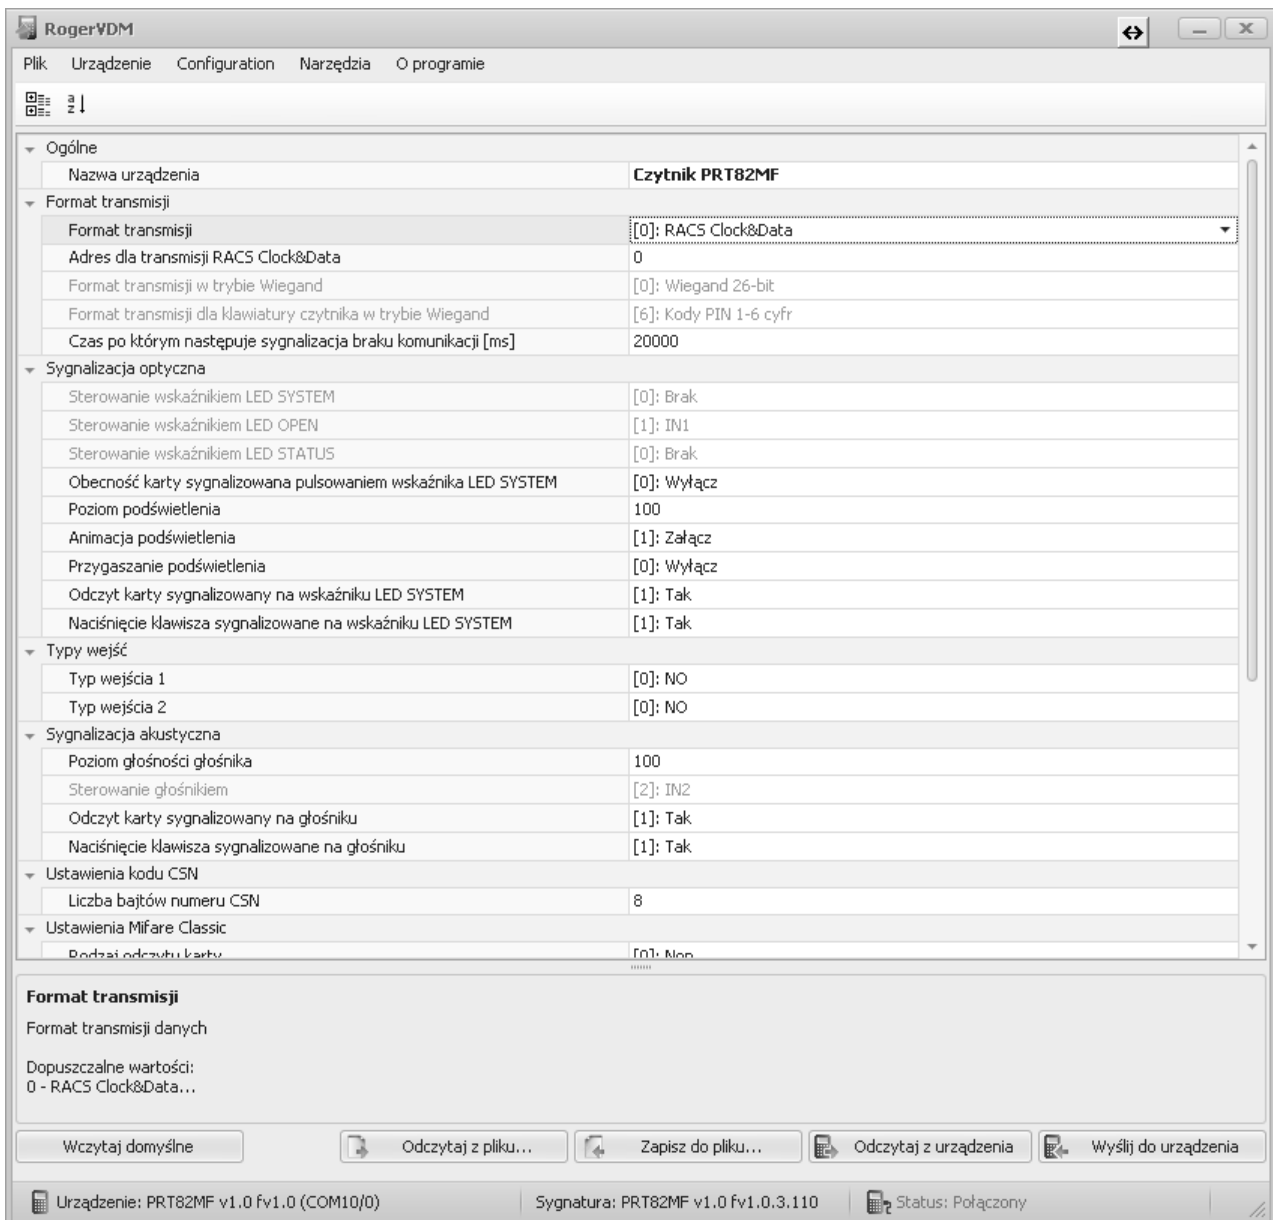 RogerVDM
Plik Urządzenie Configuration Narzędzia O programie
Ogólne
Nazwa urządzenia Czytnik PRT82MF
Format transmisji
Format transmisji [0]: RACS Clock&Data
Adres dla transmisji RACS Clock&Data 0
Format transmisji w trybie Wiegand [0]: Wiegand 26-bit
Format transmisji dla klawiatury czytnika w trybie Wiegand [6]: Kody PIN 1-6 cyfr
Czas po którym następuje sygnalizacja braku komunikacji [ms] 20000
Sygnalizacja optyczna
Sterowanie wskaźnikiem LED SYSTEM [0]: Brak
Sterowanie wskaźnikiem LED OPEN [1]: IN1
Sterowanie wskaźnikiem LED STATUS [0]: Brak
Obecność karty sygnalizowana pulsowaniem wskaźnika LED SYSTEM [0]: Wyłącz
Poziom podświetlenia 100
Animacja podświetlenia [1]: Załącz
Przygaszanie podświetlenia [0]: Wyłącz
Odczyt karty sygnalizowany na wskaźniku LED SYSTEM [1]: Tak
Naciśnięcie klawisza sygnalizowane na wskaźniku LED SYSTEM [1]: Tak
Typy wejść
Typ wejścia 1 [0]: NO
Typ wejścia 2 [0]: NO
Sygnalizacja akustyczna
Poziom głośności głośnika 100
Sterowanie głośnikiem [2]: IN2
Odczyt karty sygnalizowany na głośniku [1]: Tak
Naciśnięcie klawisza sygnalizowane na głośniku [1]: Tak
Ustawienia kodu CSN
Liczba bajtów numeru CSN 8
Ustawienia Mifare Classic
Rodzaj odczytu karty [0]: Nop
Format transmisji
Format transmisji danych
Dopuszczalne wartości:
0 - RACS Clock&Data...
Wczytaj domyślne Odczytaj z pliku... Zapisz do pliku... Odczytaj z urządzenia Wyślij do urządzenia
Urządzenie: PRT82MF v1.0 fv1.0 (COM10/0) Sygnatura: PRT82MF v1.0 fv1.0.3.110 Status: Połączony